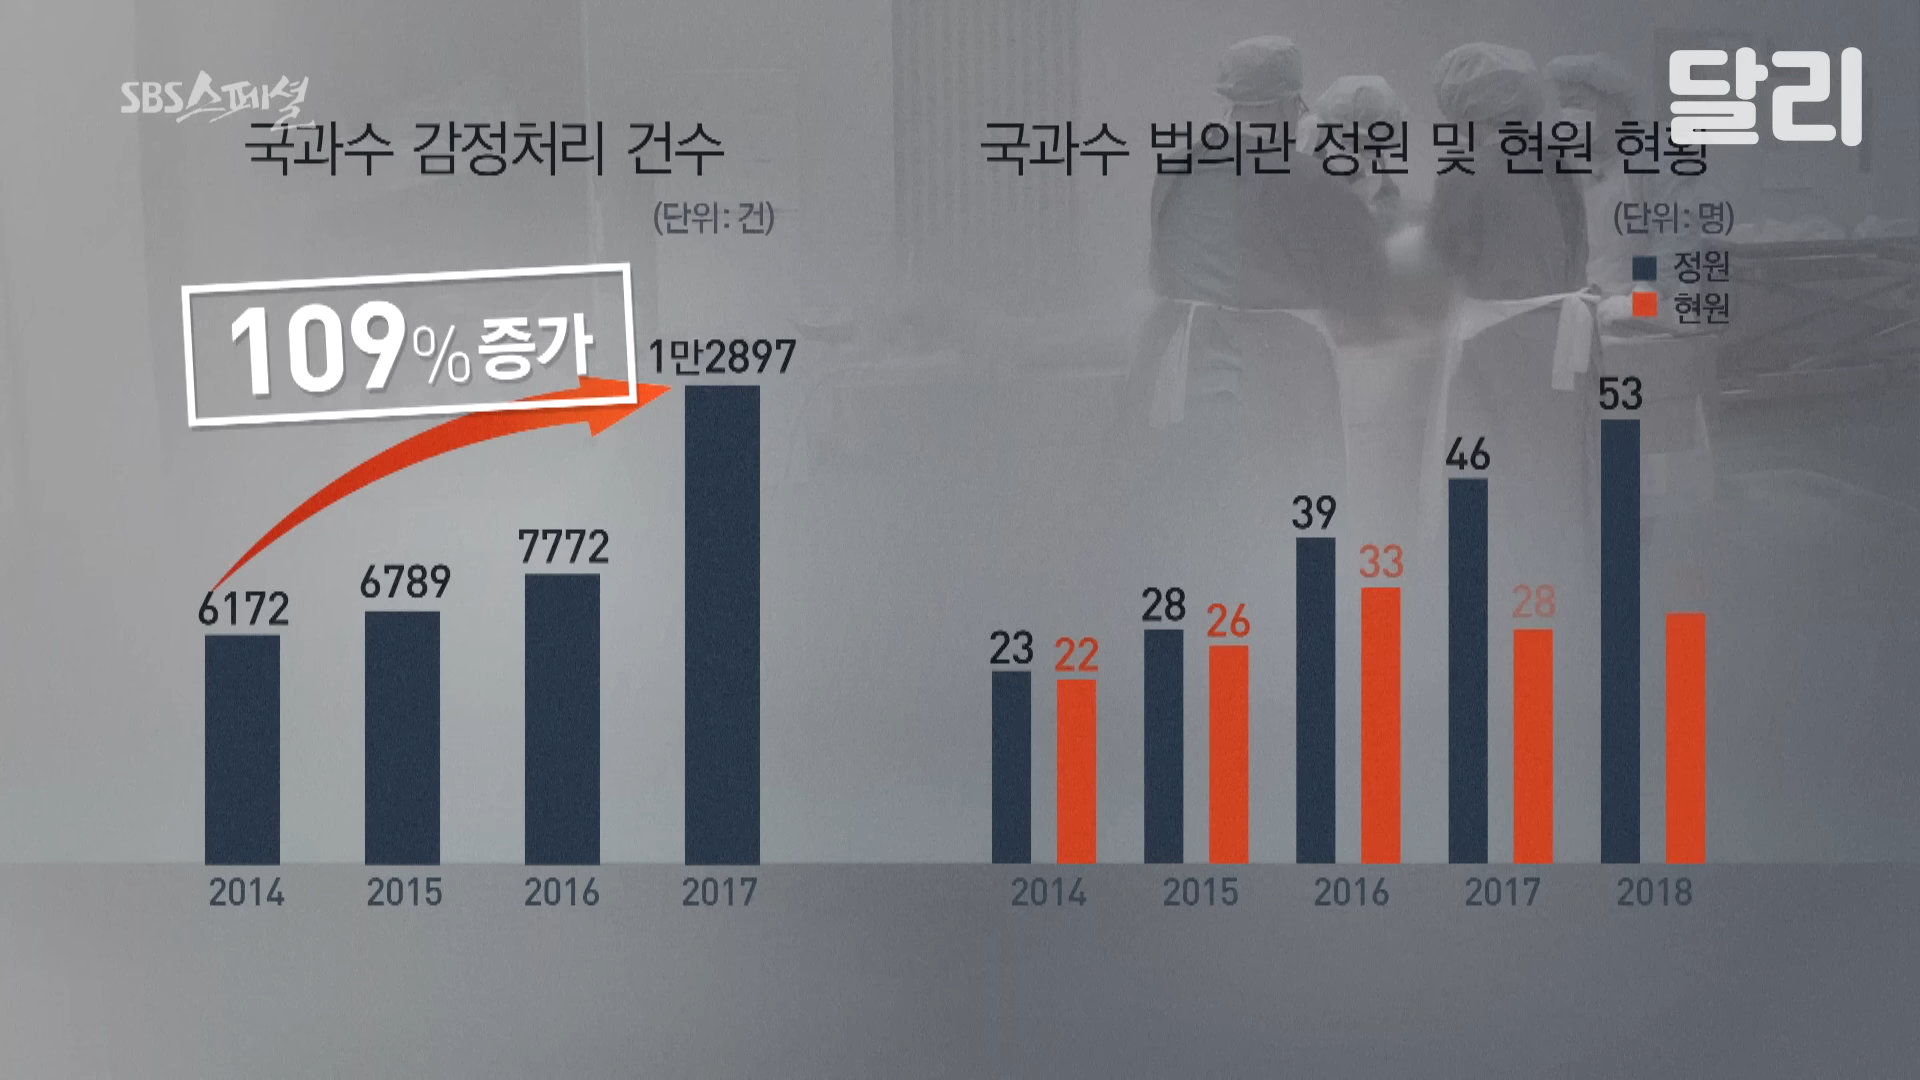 SBS스페셜
달리
국과수 감정처리 건수
(단위: 건)
109% 증가
6172
6789
7772
1만2897
2014
2015
2016
2017
국과수 법의관 정원 및 현원 현황
(단위: 명)
정원
현원
23
22
28
26
39
33
46
28
53
2014
2015
2016
2017
2018